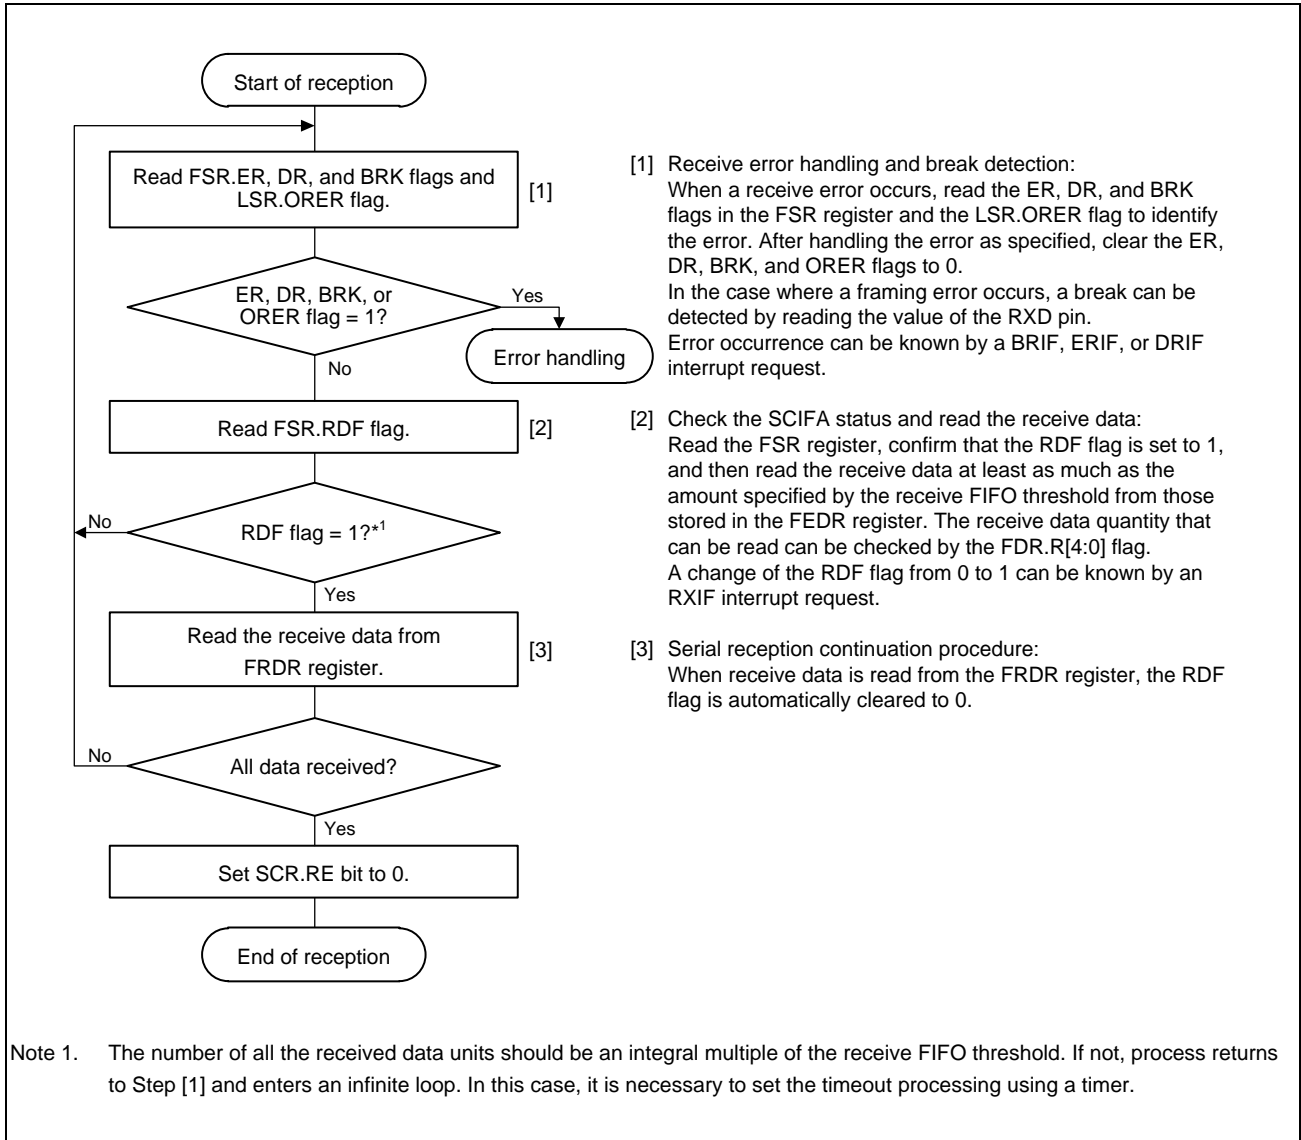 Start of reception
Read FSR.ER, DR, and BRK flags and
LSR.ORER flag.
[1]
ER, DR, BRK, or
ORER flag = 1?
Yes
Error handling
No
Read FSR.RDF flag.
[2]
No
RDF flag = 1?*1
Yes
Read the receive data from
FRDR register.
[3]
No
All data received?
Yes
Set SCR.RE bit to 0.
End of reception
[1] Receive error handling and break detection:
When a receive error occurs, read the ER, DR, and BRK
flags in the FSR register and the LSR.ORER flag to identify
the error. After handling the error as specified, clear the ER,
DR, BRK, and ORER flags to 0.
In the case where a framing error occurs, a break can be
detected by reading the value of the RXD pin.
Error occurrence can be known by a BRIF, ERIF, or DRIF
interrupt request.
[2] Check the SCIFA status and read the receive data:
Read the FSR register, confirm that the RDF flag is set to 1,
and then read the receive data at least as much as the
amount specified by the receive FIFO threshold from those
stored in the FEDR register. The receive data quantity that
can be read can be checked by the FDR.R[4:0] flag.
A change of the RDF flag from 0 to 1 can be known by an
RXIF interrupt request.
[3] Serial reception continuation procedure:
When receive data is read from the FRDR register, the RDF
flag is automatically cleared to 0.
Note 1. The number of all the received data units should be an integral multiple of the receive FIFO threshold. If not, process returns
to Step [1] and enters an infinite loop. In this case, it is necessary to set the timeout processing using a timer.